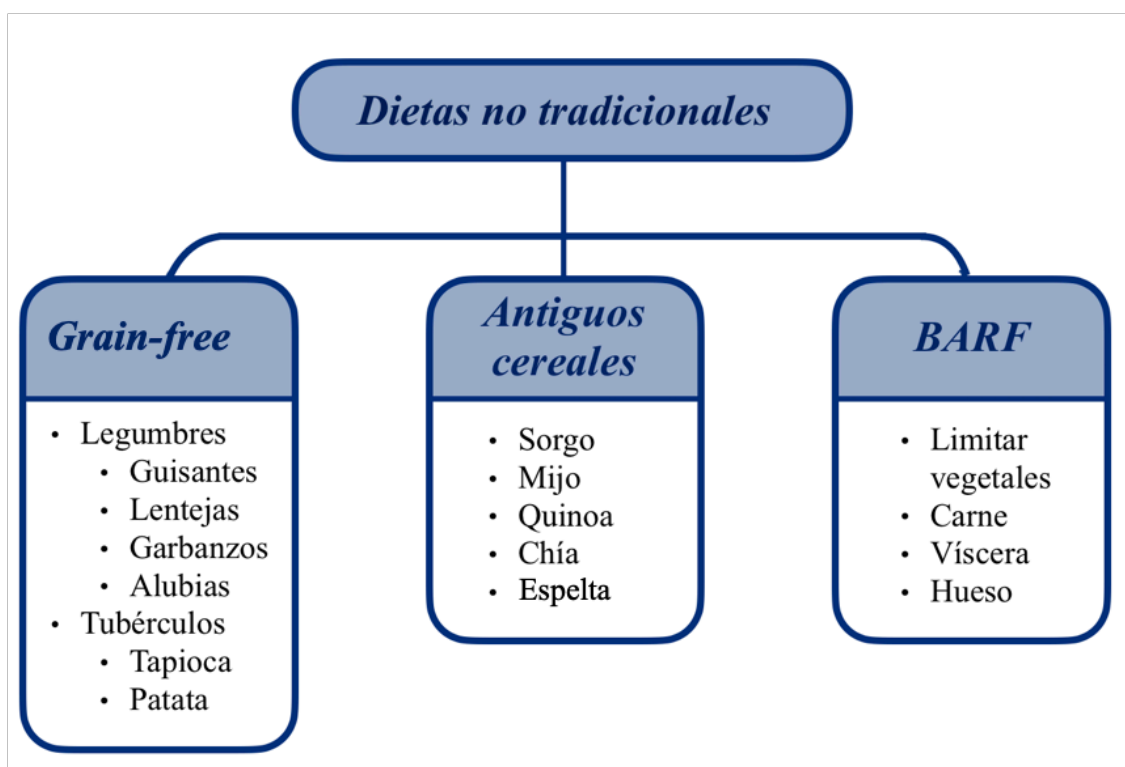 Dietas no tradicionales
Grain-free
• Legumbres
• Guisantes
• Lentejas
• Garbanzos
• Alubias
• Tubérculos
• Tapioca
• Patata
Antiguos
cereales
• Sorgo
• Mijo
• Quinoa
• Chía
• Espelta
BARF
• Limitar
vegetales
• Carne
• Víscera
• Hueso